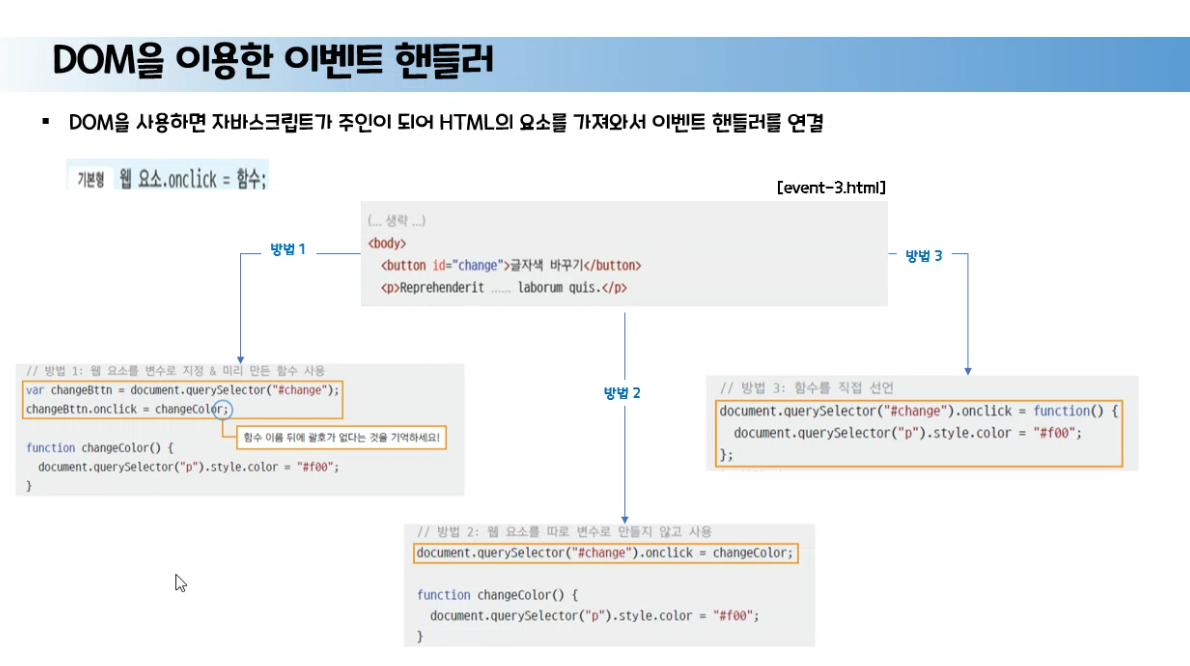 DOM을 이용한 이벤트 핸들러
▪ DOM을 사용하면 자바스크립트가 주인이 되어 HTML의 요소를 가져와서 이벤트 핸들러를 연결
기본형 웹 요소.onclick = 함수;
[event-3.html]
(... 생략 ...)
<body>
<button id="change">글자색 바꾸기</button>
<p>Reprehenderit ...... laborum quis.</p>
방법 1
// 방법 1: 웹 요소를 변수로 지정 & 미리 만든 함수 사용
var changeBttn = document.querySelector("#change");
changeBttn.onclick = changeColor;
함수 이름 뒤에 괄호가 없다는 것을 기억하세요!
function changeColor() {
document.querySelector("p").style.color = "#f00";
}
방법 2
// 방법 2: 웹 요소를 따로 변수로 만들지 않고 사용
document.querySelector("#change").onclick = changeColor;
function changeColor() {
document.querySelector("p").style.color = "#f00";
}
방법 3
// 방법 3: 함수를 직접 선언
document.querySelector("#change").onclick = function() {
document.querySelector("p").style.color = "#f00";
};